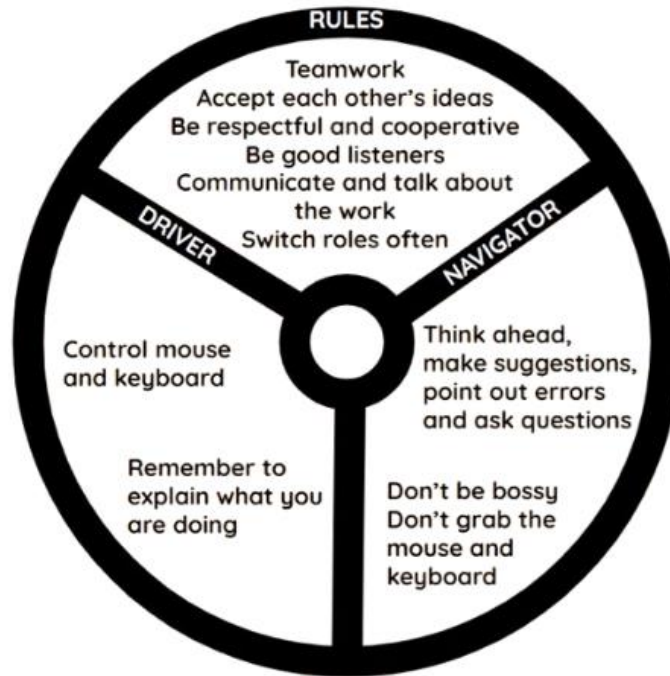 RULES
Teamwork
Accept each other's ideas
Be respectful and cooperative
Be good listeners
Communicate and talk about
the work
Switch roles often
DRIVER
Control mouse
and keyboard
Remember to
explain what you
are doing
NAVIGATOR
Think ahead,
make suggestions,
point out errors
and ask questions
Don't be bossy
Don't grab the
mouse and
keyboard